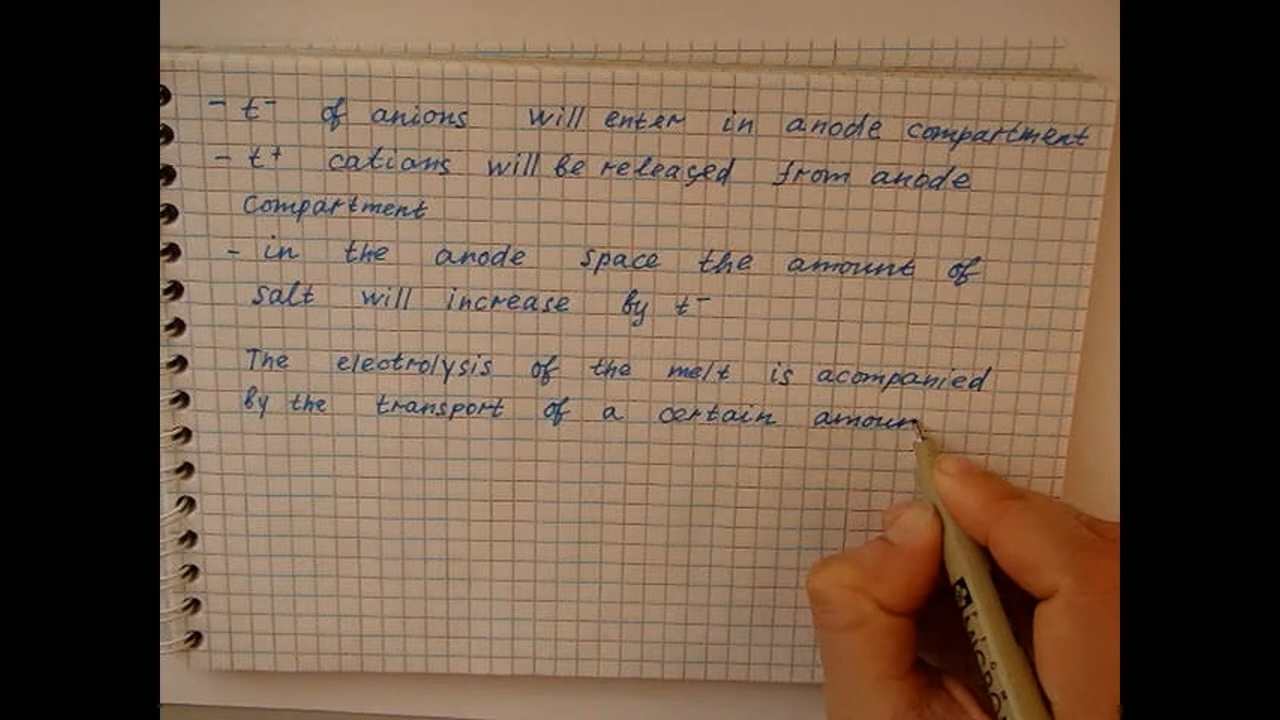 - t⁻ of anions will enter in anode compartment
- t⁺ cations will be released from anode
compartment
- in the anode space the amount of
salt will increase by t⁻
The electrolysis of the melt is acompanied
by the transport of a certain amoun